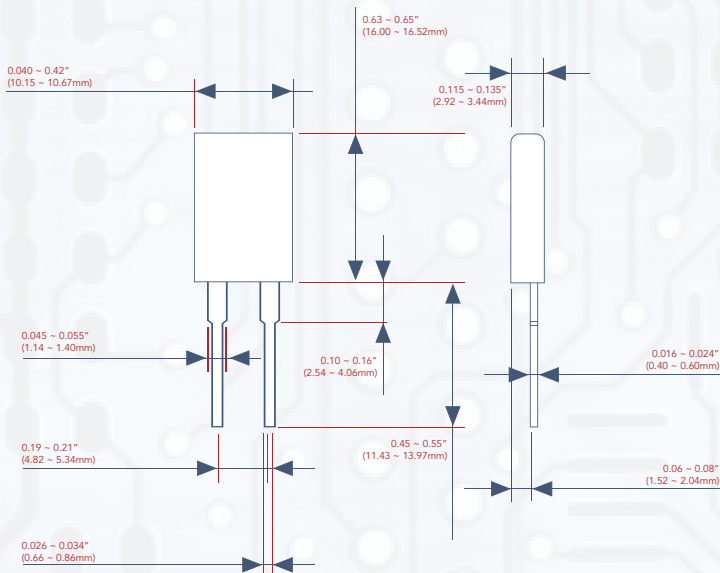 0.63 ~ 0.65"
(16.00 ~ 16.52mm)
0.040 ~ 0.42"
(10.15 ~ 10.67mm)
0.115 ~ 0.135"
(2.92 ~ 3.44mm)
0.045 ~ 0.055"
(1.14 ~ 1.40mm)
0.10 ~ 0.16"
(2.54 ~ 4.06mm)
0.016 ~ 0.024"
(0.40 ~ 0.60mm)
0.19 ~ 0.21"
(4.82 ~ 5.34mm)
0.45 ~ 0.55"
(11.43 ~ 13.97mm)
0.06 ~ 0.08"
(1.52 ~ 2.04mm)
0.026 ~ 0.034"
(0.66 ~ 0.86mm)